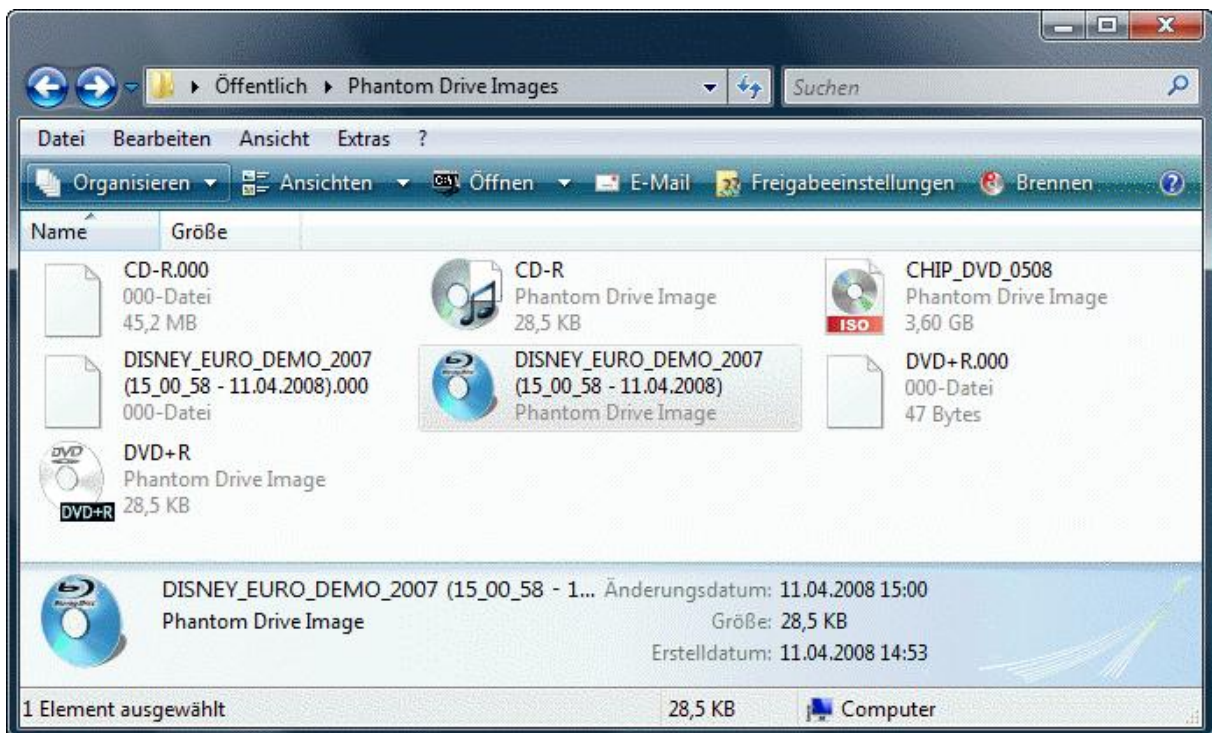 Öffentlich Phantom Drive Images Suchen
Datei Bearbeiten Ansicht Extras ?
Organisieren Ansichten Öffnen E-Mail Freigabeeinstellungen Brennen ?
Name Größe
CD-R.000
000-Datei
45,2 MB
CD-R
Phantom Drive Image
28,5 KB
ISO
CHIP_DVD_0508
Phantom Drive Image
3,60 GB
DISNEY_EURO_DEMO_2007
(15_00_58 - 11.04.2008).000
000-Datei
DISNEY_EURO_DEMO_2007
(15_00_58 - 11.04.2008)
Phantom Drive Image
DVD+R.000
000-Datei
47 Bytes
DVD
DVD+R
DVD+R
Phantom Drive Image
28,5 KB
DISNEY_EURO_DEMO_2007 (15_00_58 - 1... Änderungsdatum: 11.04.2008 15:00
Phantom Drive Image Größe: 28,5 KB
Erstelldatum: 11.04.2008 14:53
1 Element ausgewählt 28,5 KB Computer